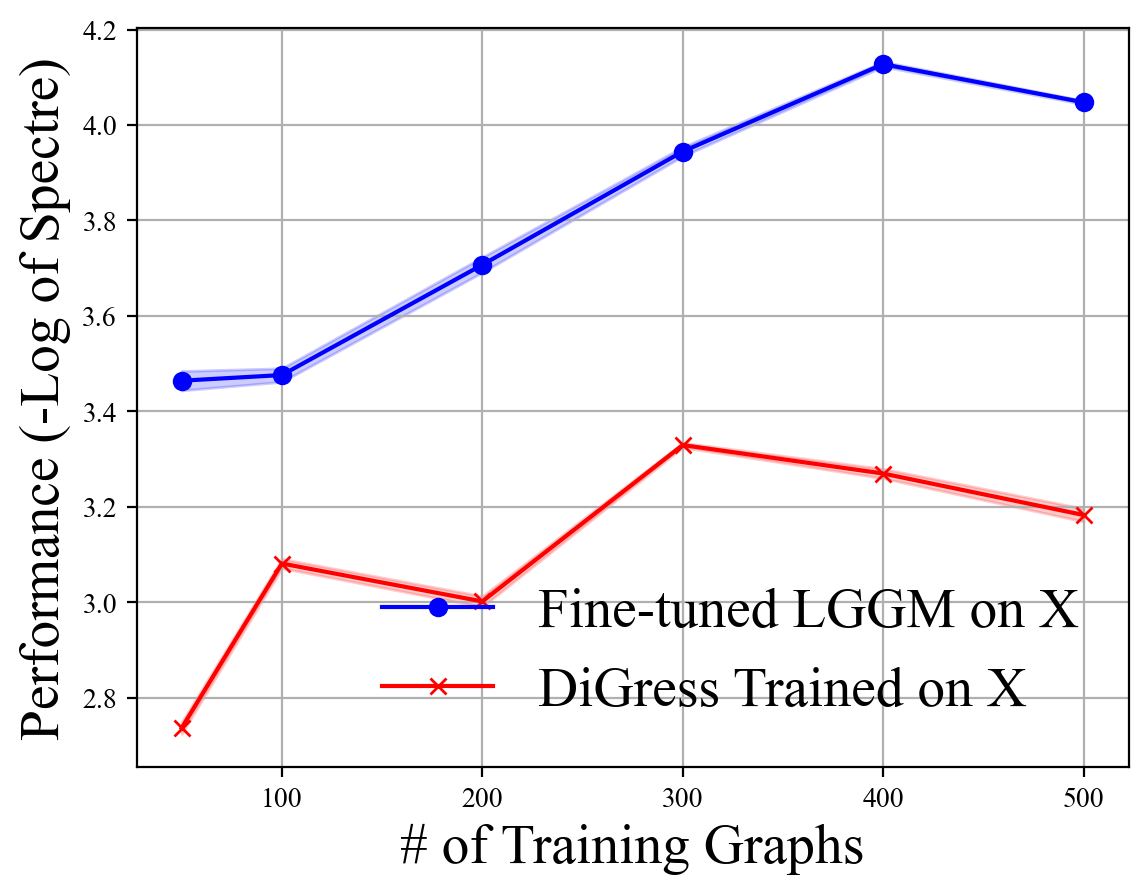 Performance (-Log of Spectre)
4.2
4.0
3.8
3.6
3.4
3.2
3.0
2.8
Fine-tuned LGGM on X
DiGress Trained on X
100 200 300 400 500
# of Training Graphs